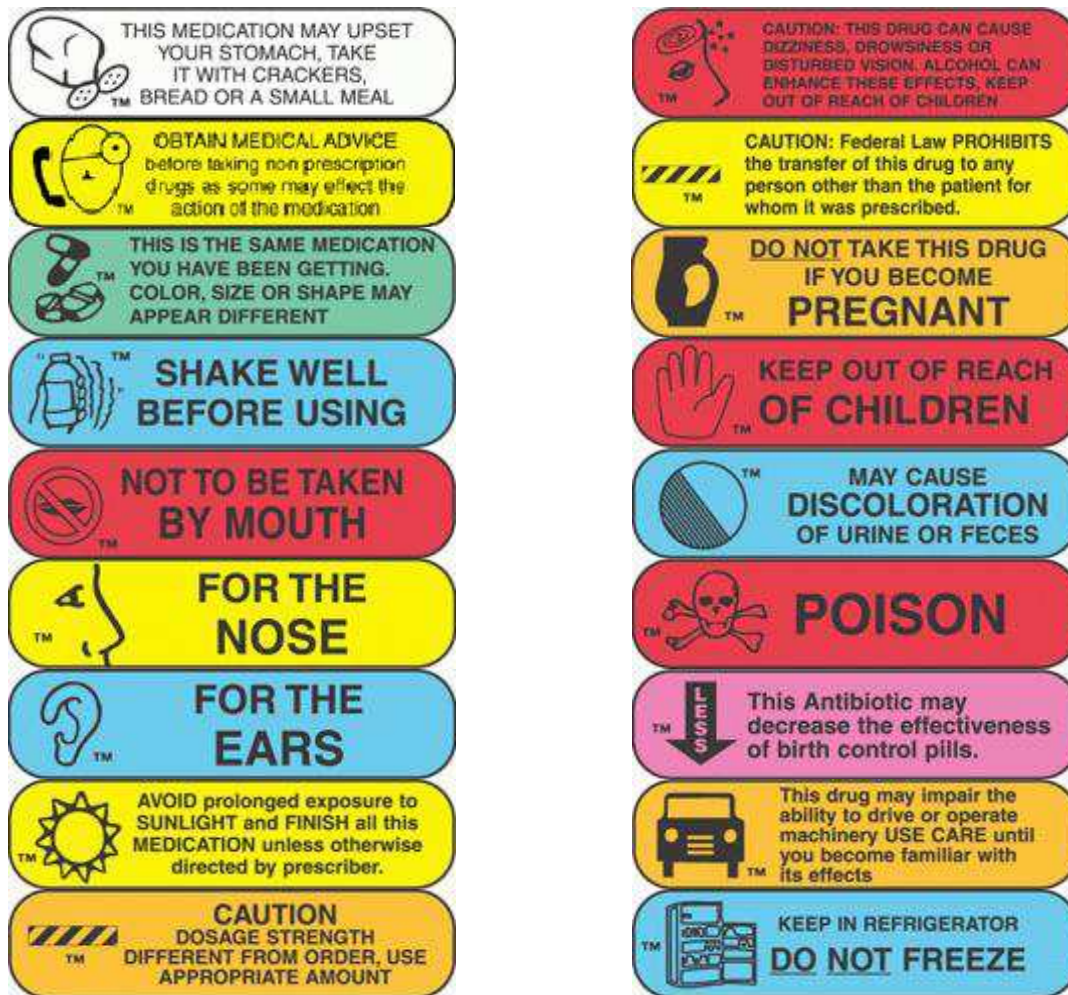 THIS MEDICATION MAY UPSET
YOUR STOMACH, TAKE
IT WITH CRACKERS,
BREAD OR A SMALL MEAL
TM
OBTAIN MEDICAL ADVICE
before taking non prescription
drugs as some may effect the
action of the medication
TM
THIS IS THE SAME MEDICATION
YOU HAVE BEEN GETTING.
COLOR, SIZE OR SHAPE MAY
APPEAR DIFFERENT
TM
TM
SHAKE WELL
BEFORE USING
NOT TO BE TAKEN
BY MOUTH
TM
FOR THE
NOSE
TM
FOR THE
EARS
TM
AVOID prolonged exposure to
SUNLIGHT and FINISH all this
MEDICATION unless otherwise
directed by prescriber.
TM
CAUTION
DOSAGE STRENGTH
DIFFERENT FROM ORDER, USE
APPROPRIATE AMOUNT
TM
CAUTION: THIS DRUG CAN CAUSE
DIZZINESS, DROWSINESS OR
DISTURBED VISION. ALCOHOL CAN
ENHANCE THESE EFFECTS, KEEP
OUT OF REACH OF CHILDREN
TM
CAUTION: Federal Law PROHIBITS
the transfer of this drug to any
person other than the patient for
whom it was prescribed.
TM
DO NOT TAKE THIS DRUG
IF YOU BECOME
PREGNANT
TM
KEEP OUT OF REACH
OF CHILDREN
TM
TM
MAY CAUSE
DISCOLORATION
OF URINE OR FECES
POISON
TM
LESS
TM
This Antibiotic may
decrease the effectiveness
of birth control pills.
This drug may impair the
ability to drive or operate
machinery USE CARE until
you become familiar with
its effects
TM
KEEP IN REFRIGERATOR
DO NOT FREEZE
TM